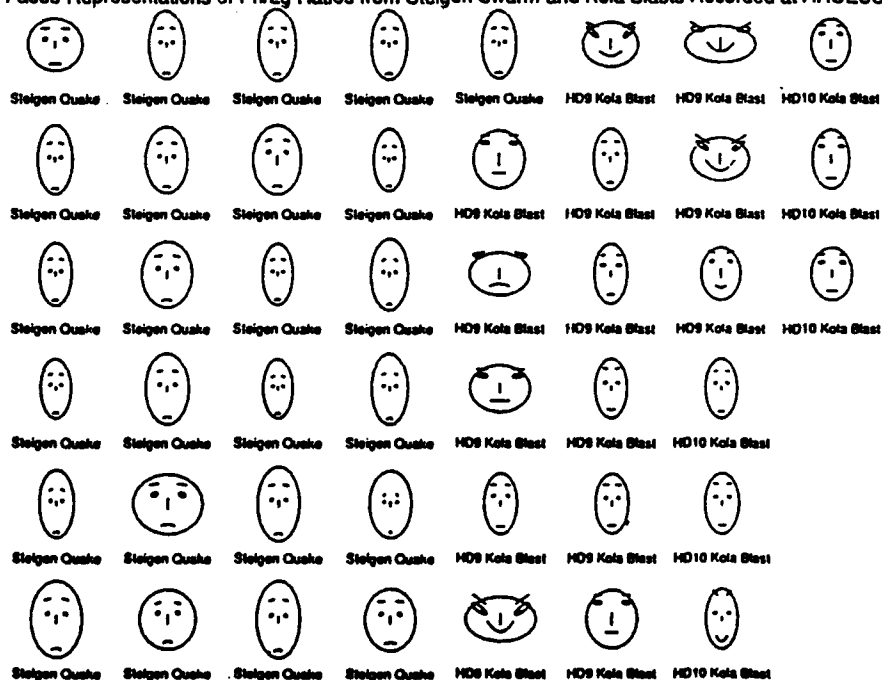 Faces Representations of Pn/Lg Ratios from Steigen Swarm and Kola Blasts Recorded at ARCESS
Steigen Quake Steigen Quake Steigen Quake Steigen Quake Steigen Quake HD9 Kola Blast HD9 Kola Blast HD10 Kola Blast
Steigen Quake Steigen Quake Steigen Quake Steigen Quake HD9 Kola Blast HD9 Kola Blast HD9 Kola Blast HD10 Kola Blast
Steigen Quake Steigen Quake Steigen Quake Steigen Quake HD9 Kola Blast HD9 Kola Blast HD9 Kola Blast HD10 Kola Blast
Steigen Quake Steigen Quake Steigen Quake Steigen Quake HD9 Kola Blast HD9 Kola Blast HD10 Kola Blast
Steigen Quake Steigen Quake Steigen Quake Steigen Quake HD9 Kola Blast HD9 Kola Blast HD10 Kola Blast
Steigen Quake Steigen Quake Steigen Quake Steigen Quake HD9 Kola Blast HD9 Kola Blast HD10 Kola Blast